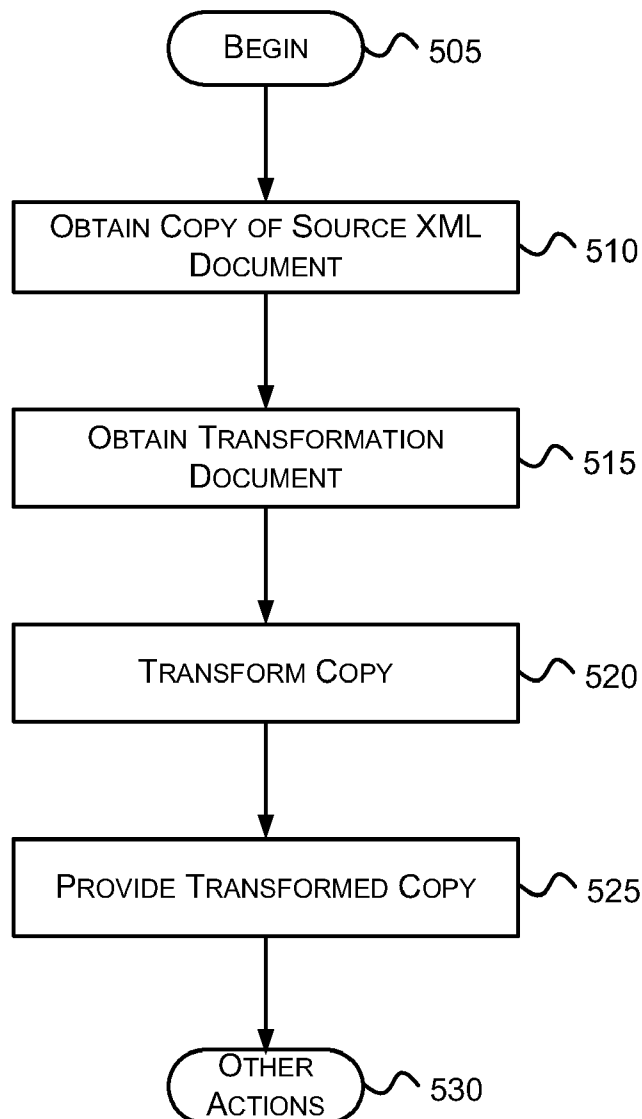 BEGIN
505
OBTAIN COPY OF SOURCE XML
DOCUMENT
510
OBTAIN TRANSFORMATION
DOCUMENT
515
TRANSFORM COPY
520
PROVIDE TRANSFORMED COPY
525
OTHER
ACTIONS
530